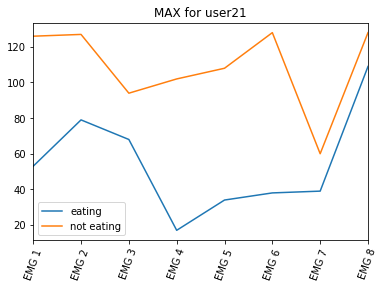 MAX for user21
120
100
80
60
40
20
eating
not eating
EMG 1
EMG 2
EMG 3
EMG 4
EMG 5
EMG 6
EMG 7
EMG 8